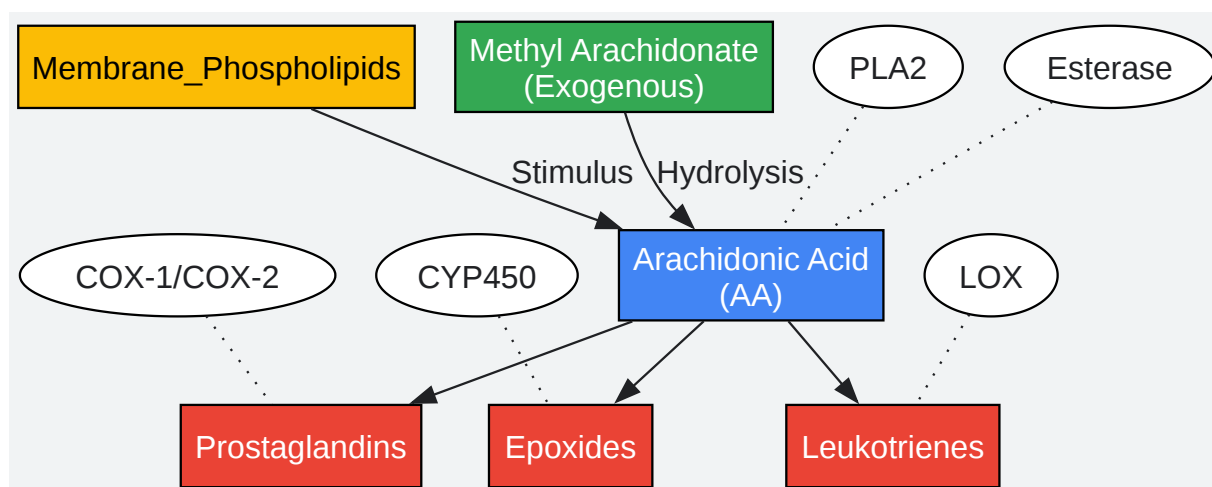 Membrane_Phospholipids
Methyl Arachidonate
(Exogenous)
PLA2
Esterase
Stimulus
Hydrolysis
COX-1/COX-2
CYP450
Arachidonic Acid
(AA)
LOX
Prostaglandins
Epoxides
Leukotrienes